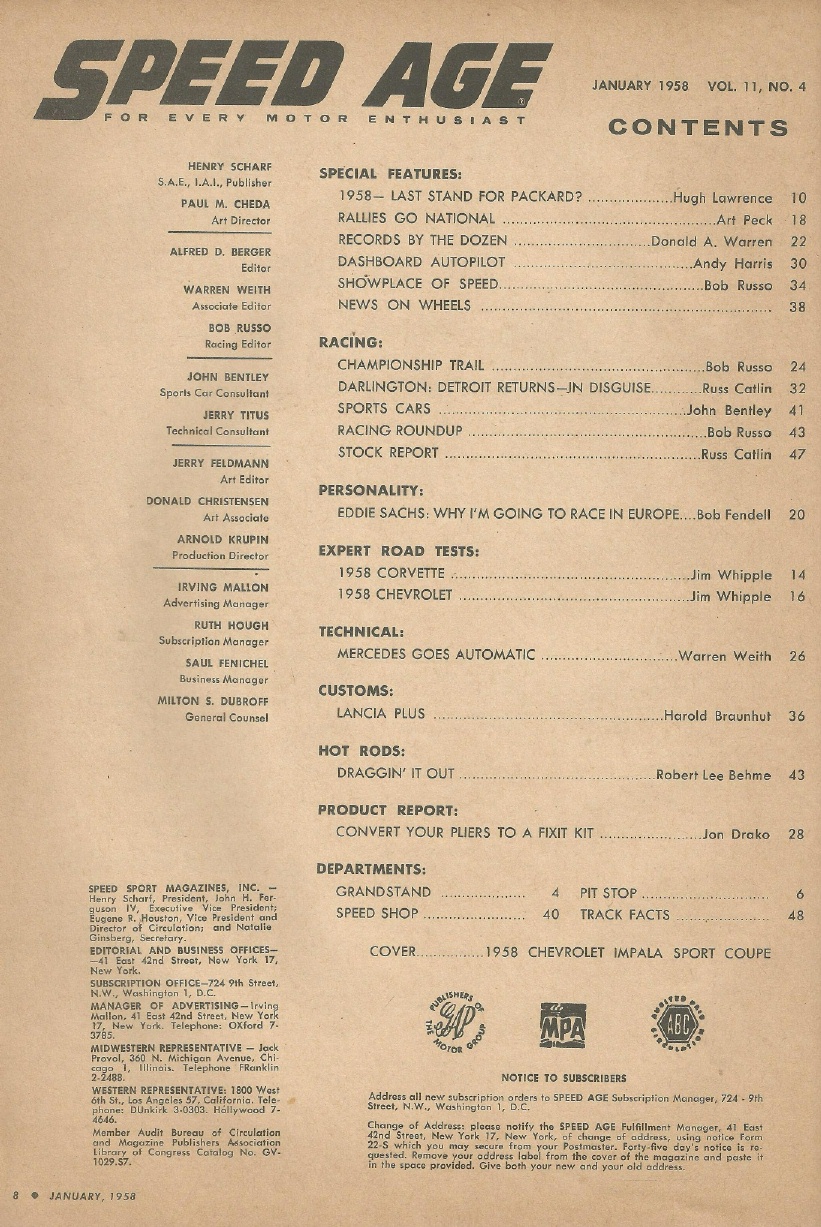 SPEED AGE
FOR EVERY MOTOR ENTHUSIAST
JANUARY 1958 VOL. 11, NO. 4
CONTENTS
HENRY SCHARF
S.A.E., I.A.I., Publisher
PAUL M. CHEDA
Art Director
ALFRED D. BERGER
Editor
WARREN WEITH
Associate Editor
BOB RUSSO
Racing Editor
JOHN BENTLEY
Sports Car Consultant
JERRY TITUS
Technical Consultant
JERRY FELDMANN
Art Editor
DONALD CHRISTENSEN
Art Associate
ARNOLD KRUPIN
Production Director
IRVING MALLON
Advertising Manager
RUTH HOUGH
Subscription Manager
SAUL FENICHEL
Business Manager
MILTON S. DUBROFF
General Counsel
SPEED SPORT MAGAZINES, INC. —
Henry Scharf, President, John H. Fer-
guson IV, Executive Vice President;
Eugene R. Houston, Vice President and
Director of Circulation; and Natalie
Ginsberg, Secretary.
EDITORIAL AND BUSINESS OFFICES—
—41 East 42nd Street, New York 17,
New York.
SUBSCRIPTION OFFICE—724 9th Street,
N.W., Washington 1, D.C.
MANAGER OF ADVERTISING—Irving
Mallon, 41 East 42nd Street, New York
17, New York. Telephone: OXford 7-
3785.
MIDWESTERN REPRESENTATIVE — Jack
Provol, 360 N. Michigan Avenue, Chi-
cago 1, Illinois. Telephone FRanklin
2-2488.
WESTERN REPRESENTATIVE: 1800 West
6th St., Los Angeles 57, California. Tele-
phone: DUnkirk 3-0303. Hollywood 7-
4646.
Member Audit Bureau of Circulation
and Magazine Publishers Association
Library of Congress Catalog No. GV-
1029.S7.
SPECIAL FEATURES:
1958— LAST STAND FOR PACKARD? ....................Hugh Lawrence 10
RALLIES GO NATIONAL ....................Art Peck 18
RECORDS BY THE DOZEN ....................Donald A. Warren 22
DASHBOARD AUTOPILOT ....................Andy Harris 30
SHOWPLACE OF SPEED....................Bob Russo 34
NEWS ON WHEELS .................... 38
RACING:
CHAMPIONSHIP TRAIL ....................Bob Russo 24
DARLINGTON: DETROIT RETURNS—IN DISGUISE...........Russ Catlin 32
SPORTS CARS ....................John Bentley 41
RACING ROUNDUP ....................Bob Russo 43
STOCK REPORT ....................Russ Catlin 47
PERSONALITY:
EDDIE SACHS: WHY I'M GOING TO RACE IN EUROPE....Bob Fendell 20
EXPERT ROAD TESTS:
1958 CORVETTE ....................Jim Whipple 14
1958 CHEVROLET ....................Jim Whipple 16
TECHNICAL:
MERCEDES GOES AUTOMATIC ....................Warren Weith 26
CUSTOMS:
LANCIA PLUS ....................Harold Braunhut 36
HOT RODS:
DRAGGIN' IT OUT ....................Robert Lee Behme 43
PRODUCT REPORT:
CONVERT YOUR PLIERS TO A FIXIT KIT ....................Jon Drako 28
DEPARTMENTS:
GRANDSTAND .................... 4 PIT STOP .................... 6
SPEED SHOP .................... 40 TRACK FACTS .................... 48
COVER.............1958 CHEVROLET IMPALA SPORT COUPE
PUBLISHERS OF
GAP
THE MOTOR GROUP
MPA
AUDITED PAID
ABC
CIRCULATION
NOTICE TO SUBSCRIBERS
Address all new subscription orders to SPEED AGE Subscription Manager, 724 - 9th
Street, N.W., Washington 1, D.C.
Change of Address: please notify the SPEED AGE Fulfillment Manager, 41 East
42nd Street, New York 17, New York, of change of address, using notice Form
22-S which you may secure from your Postmaster. Forty-five day's notice is re-
quested. Remove your address label from the cover of the magazine and paste it
in the space provided. Give both your new and your old address.
8 ● JANUARY, 1958